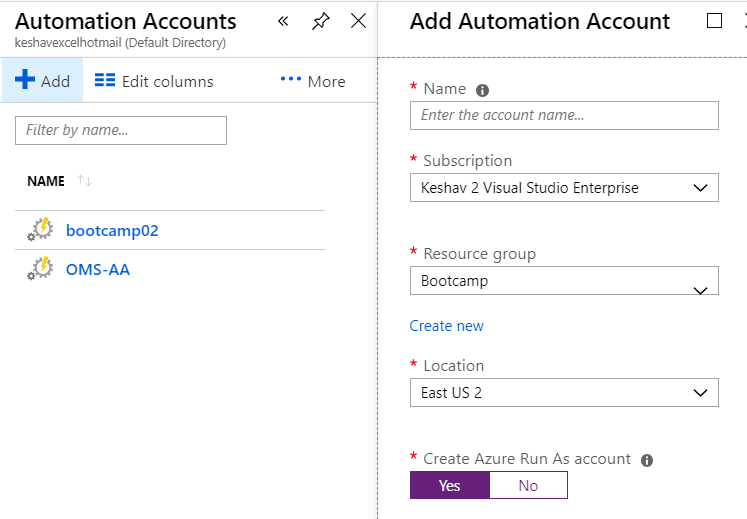 Automation Accounts
keshavexcelhotmail (Default Directory)
Add
Edit columns
More
Filter by name...
NAME
bootcamp02
OMS-AA
Add Automation Account
* Name
Enter the account name...
* Subscription
Keshav 2 Visual Studio Enterprise
* Resource group
Bootcamp
Create new
* Location
East US 2
* Create Azure Run As account
Yes No